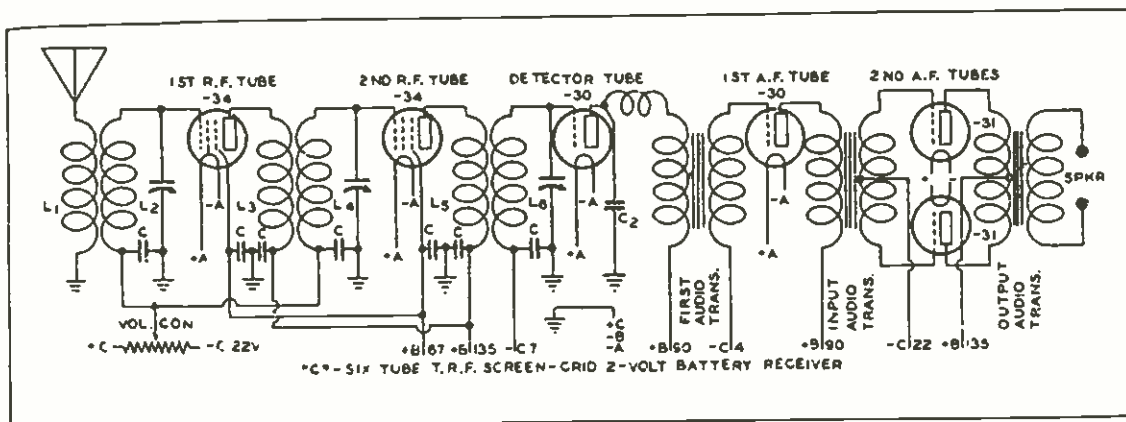 1ST R.F. TUBE
-34
2ND R.F. TUBE
-34
DETECTOR TUBE
-30
1ST A.F. TUBE
-30
2ND A.F. TUBES
-31
-31
L1
L2
L3
L4
L5
L6
C
C
C
C
C
C
C
C
C2
-A
-A
-A
-A
+A
+A
+A
+
-
SPKR
FIRST AUDIO TRANS.
INPUT AUDIO TRANS.
OUTPUT AUDIO TRANS.
VOL. CON
+C
-C 22V
+B 67
+B 135
-C 7
+C
-B
-A
+B 90
-C 4
+B 90
-C 22
+B 135
"C"-SIX TUBE T.R.F. SCREEN-GRID 2-VOLT BATTERY RECEIVER